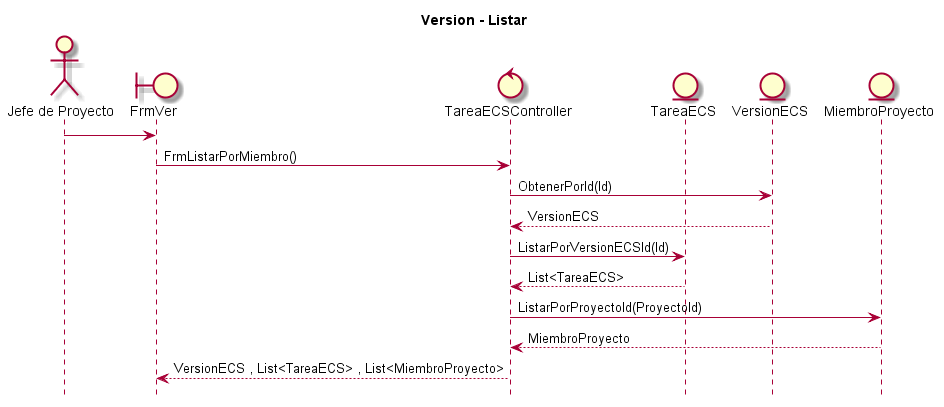 Version - Listar
Jefe de Proyecto
FrmVer
TareaECSController
TareaECS
VersionECS
MiembroProyecto
FrmListarPorMiembro()
ObtenerPorId(Id)
VersionECS
ListarPorVersionECSId(Id)
List<TareaECS>
ListarPorProyectoId(ProyectoId)
MiembroProyecto
VersionECS , List<TareaECS> , List<MiembroProyecto>